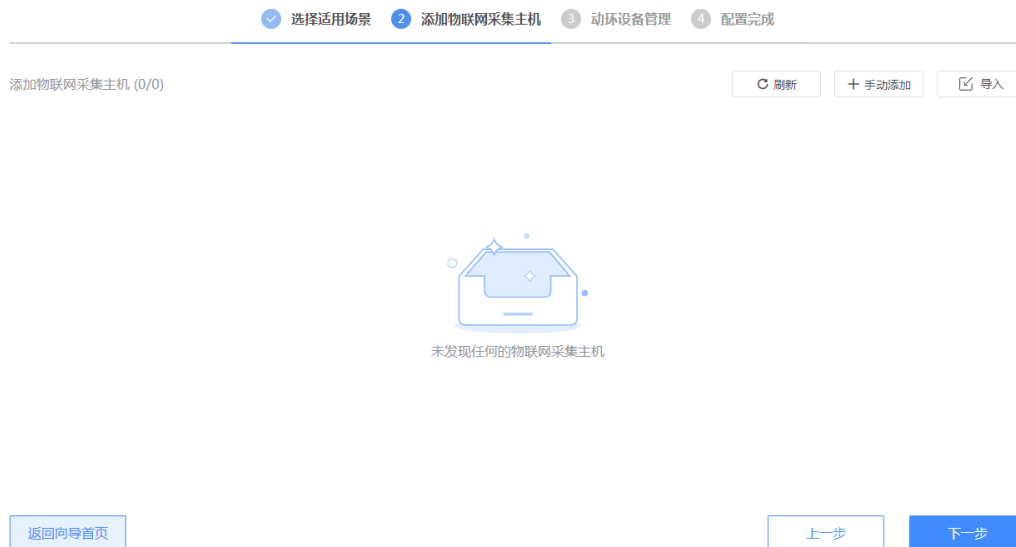 选择适用场景 2 添加物联网采集主机 3 动环设备管理 4 配置完成
添加物联网采集主机 (0/0) 刷新 手动添加 导入
未发现任何的物联网采集主机
返回向导首页 上一步 下一步